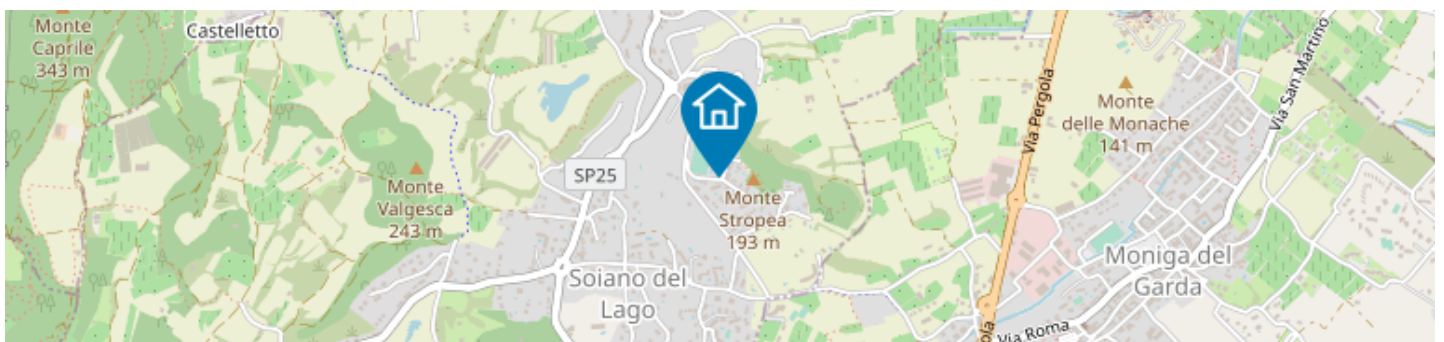 Monte
Caprile
343 m
Castelletto
Monte
Valgesca
243 m
SP25
Soiano del
Lago
Monte
Stropea
193 m
Via Pergola
Monte
delle Monache
141 m
Via San Martino
Moniga del
Garda
Via Roma
ola